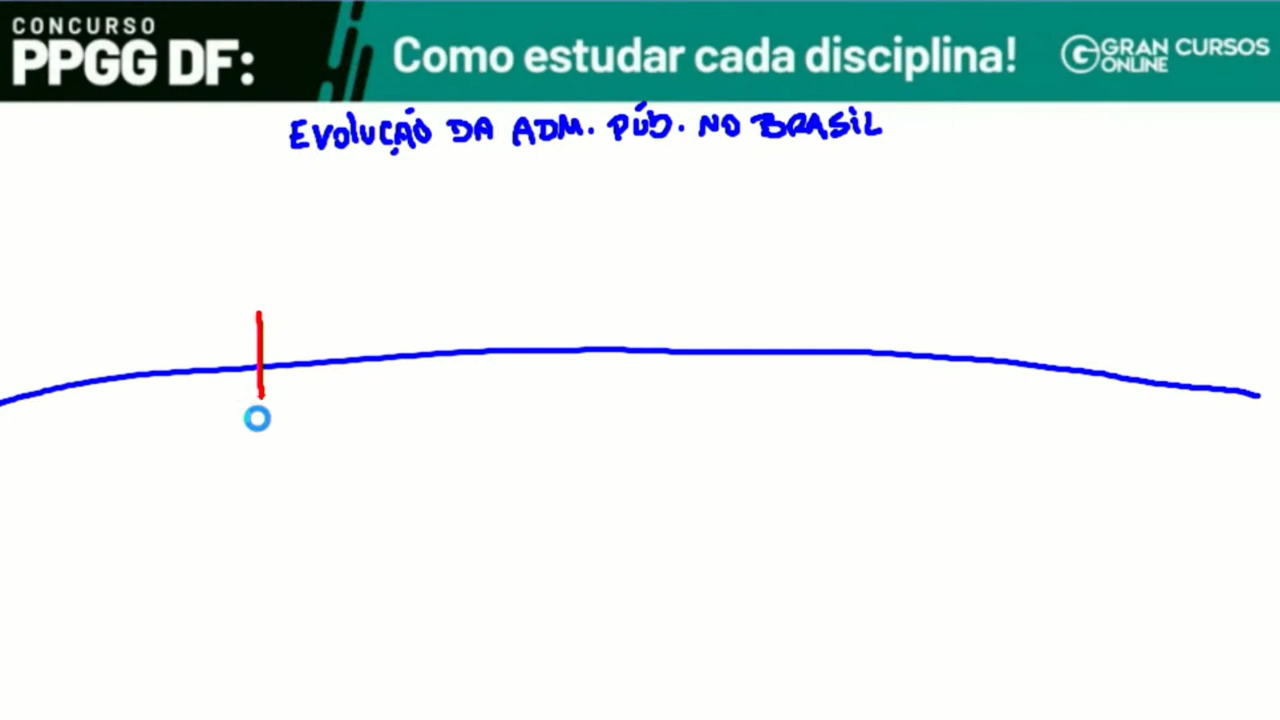 CONCURSO
PPGG DF:
Como estudar cada disciplina!
GRAN CURSOS
ONLINE
EVOLUÇÃO DA ADM. PÚB. NO BRASIL